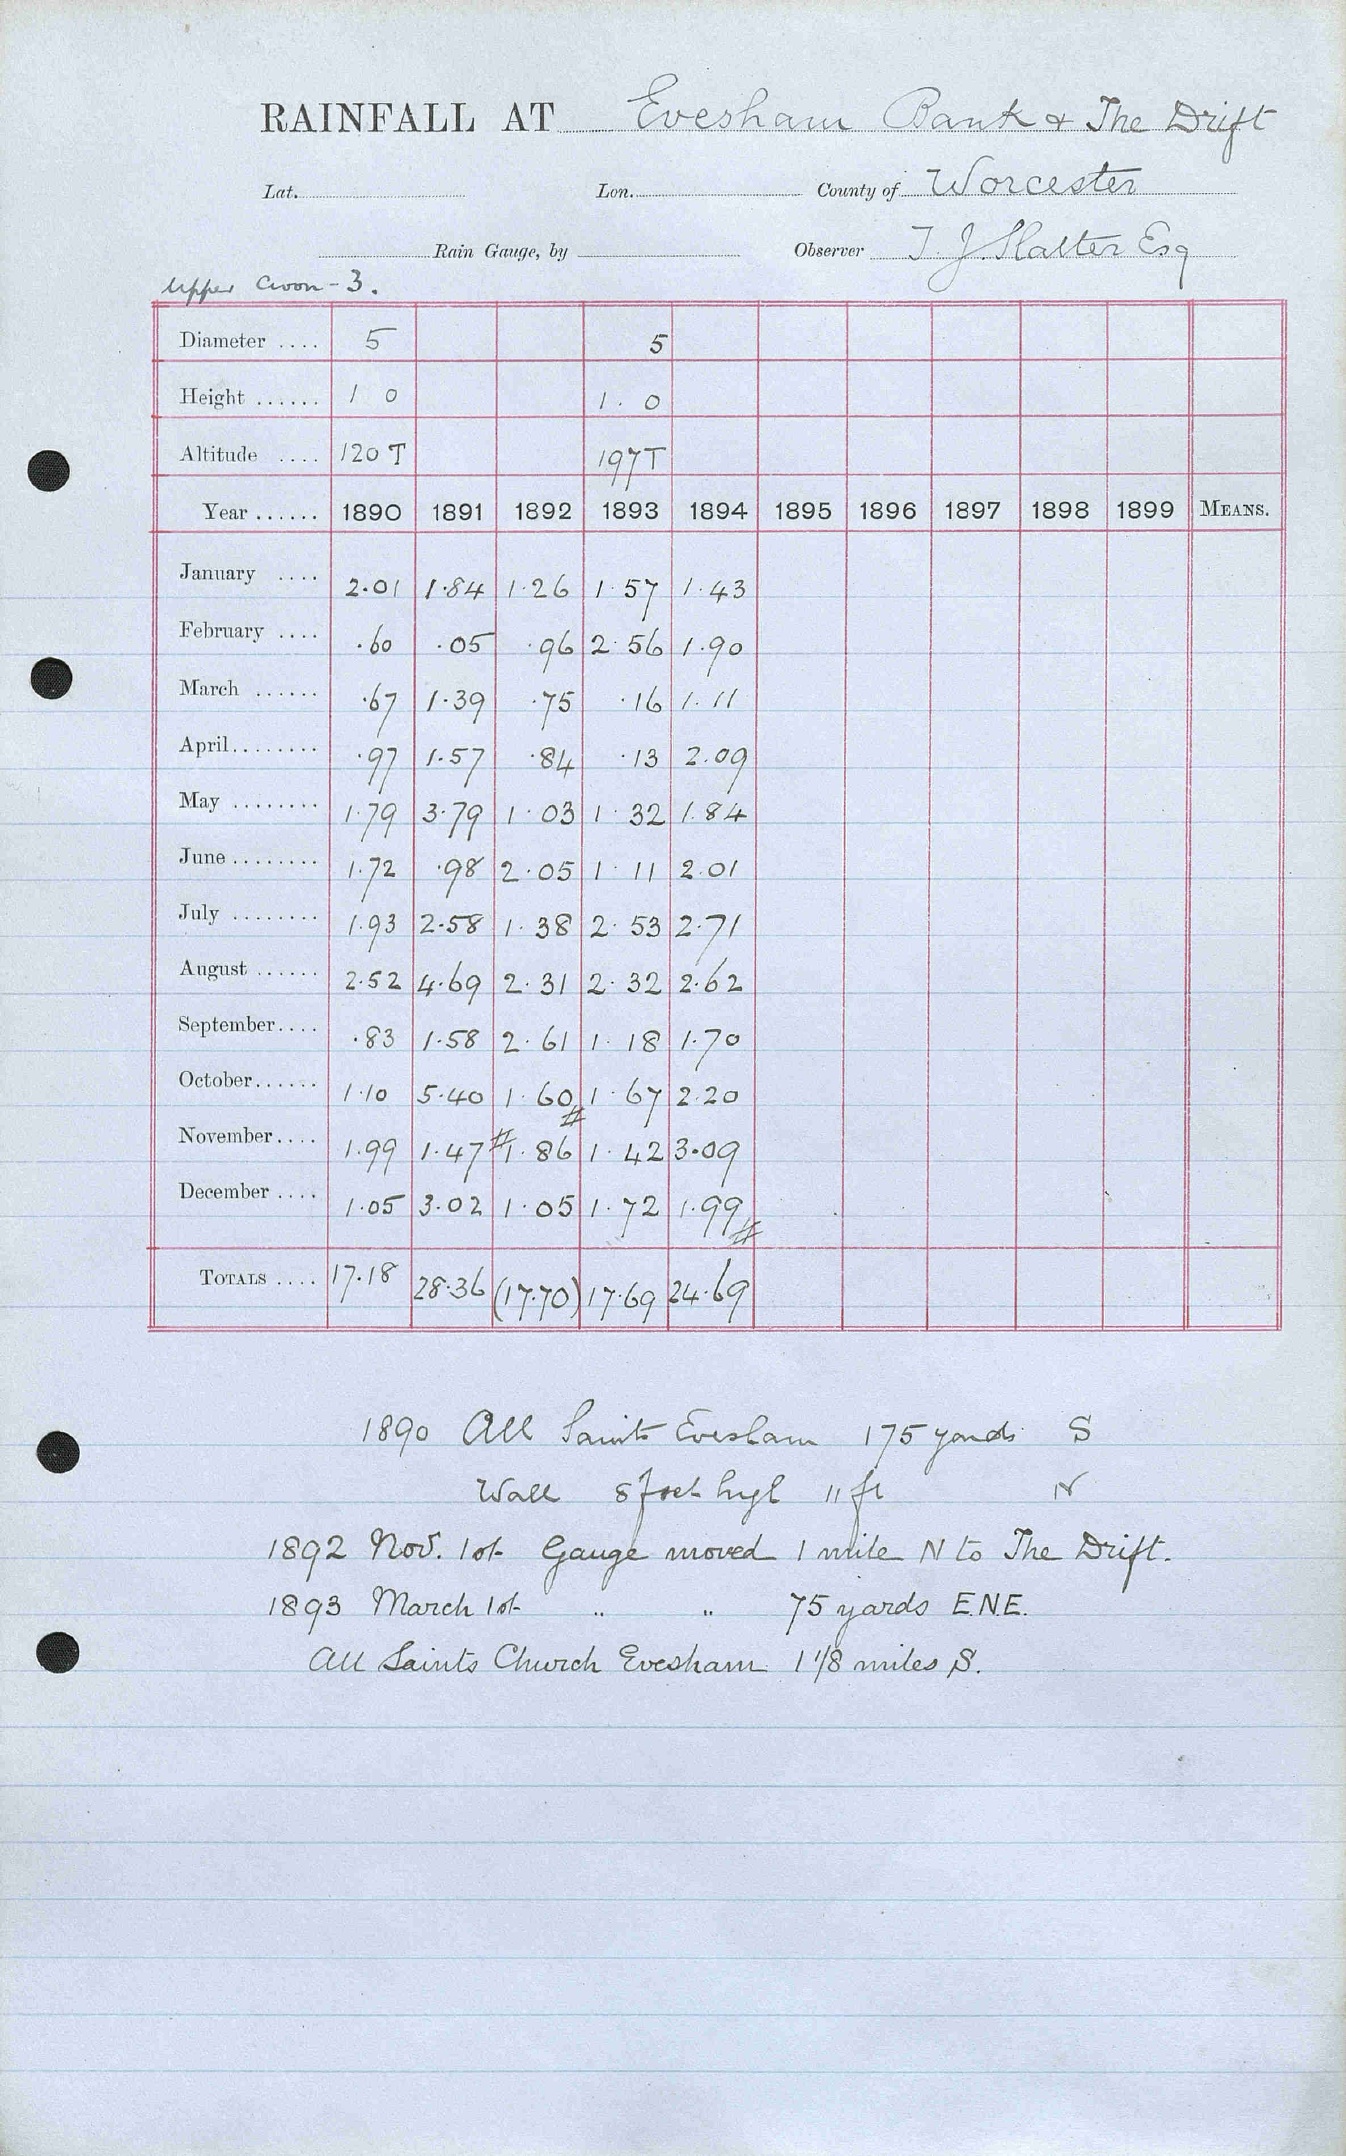 RAINFALL AT Evesham Bank & The Drift
Lat. Lon. County of Worcester
Rain Gauge, by Observer T. J. Slatter Esq
Upper Avon - 3.
Diameter .... 5 5
Height ...... 1 0 1. 0
Altitude .... 120 T 197 T
Year ...... 1890 1891 1892 1893 1894 1895 1896 1897 1898 1899 MEANS.
January .... 2.01 1.84 1.26 1.57 1.43
February .... .60 .05 .96 2.56 1.90
March ...... .67 1.39 .75 .16 1.11
April........ .97 1.57 .84 .13 2.09
May ........ 1.79 3.79 1.03 1.32 1.84
June ........ 1.72 .98 2.05 1.11 2.01
July ........ 1.93 2.58 1.38 2.53 2.71
August ...... 2.52 4.69 2.31 2.32 2.62
September.... .83 1.58 2.61 1.18 1.70
October...... 1.10 5.40 1.60 1.67 2.20
November.... 1.99 1.47 1.86 1.42 3.09
December .... 1.05 3.02 1.05 1.72 1.99
TOTALS .... 17.18 28.36 (17.70) 17.69 24.69
1890 All Saints Evesham 175 yards S
Wall 8 feet high 11 ft N
1892 Nov. 1st Gauge moved 1 mile N to The Drift.
1893 March 1st " " 75 yards E.N.E.
All Saints Church Evesham 1 1/8 miles S.